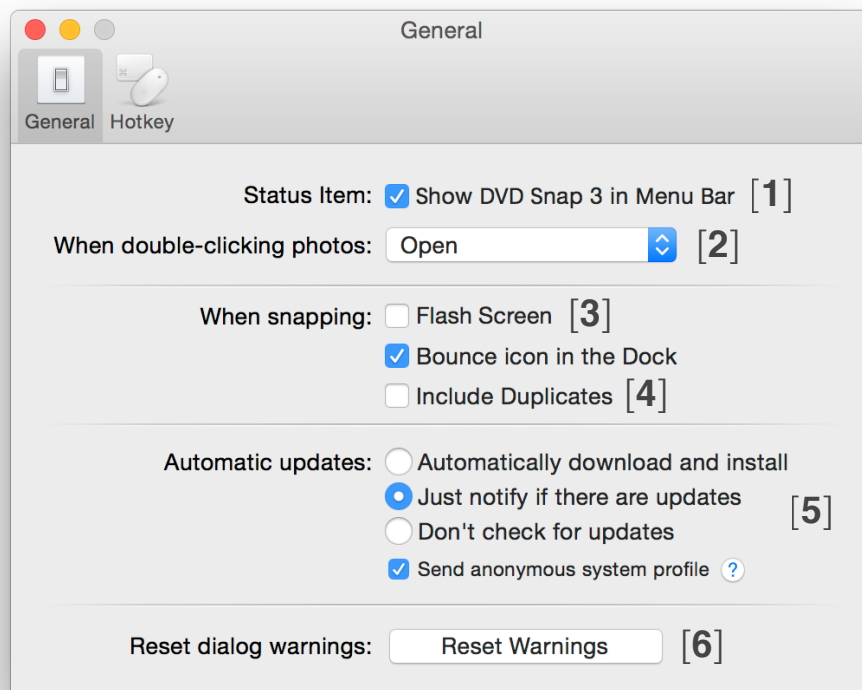 General
General Hotkey
Status Item: Show DVD Snap 3 in Menu Bar [1]
When double-clicking photos: Open [2]
When snapping: Flash Screen [3]
Bounce icon in the Dock
Include Duplicates [4]
Automatic updates: Automatically download and install
Just notify if there are updates [5]
Don't check for updates
Send anonymous system profile ?
Reset dialog warnings: Reset Warnings [6]